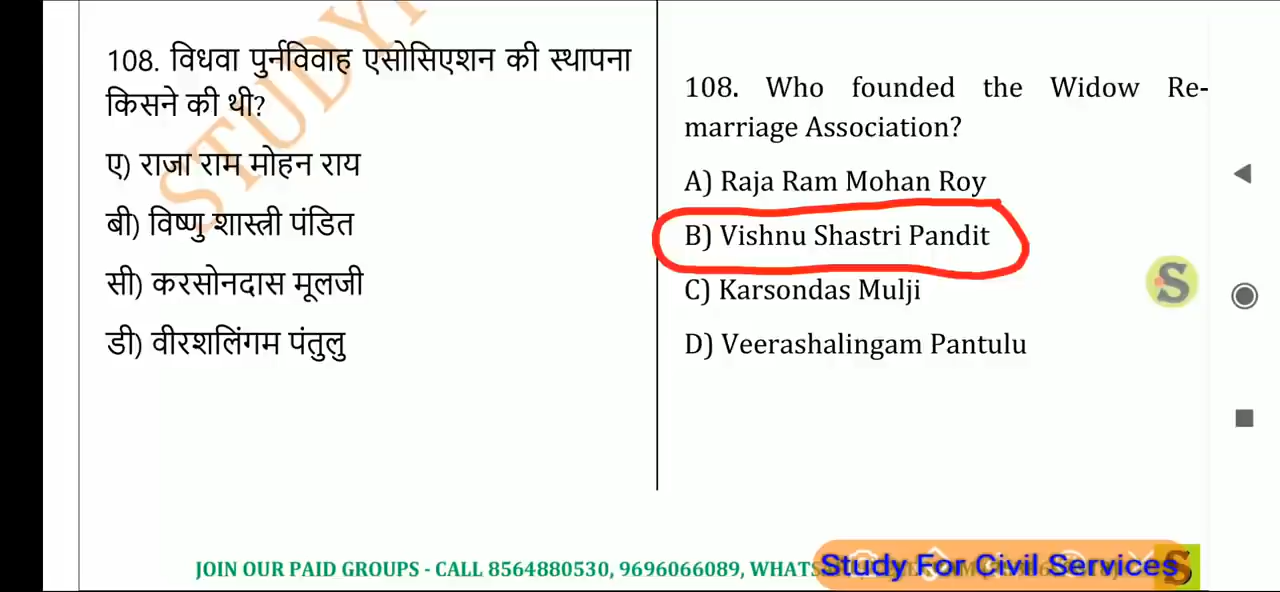 108. विधवा पुर्नविवाह एसोसिएशन की स्थापना
किसने की थी?
ए) राजा राम मोहन राय
बी) विष्णु शास्त्री पंडित
सी) करसोनदास मूलजी
डी) वीरशलिंगम पंतुलु
108. Who founded the Widow Re-
marriage Association?
A) Raja Ram Mohan Roy
B) Vishnu Shastri Pandit
C) Karsondas Mulji
D) Veerashalingam Pantulu
S
JOIN OUR PAID GROUPS - CALL 8564880530, 9696066089,
Study For Civil Services
S